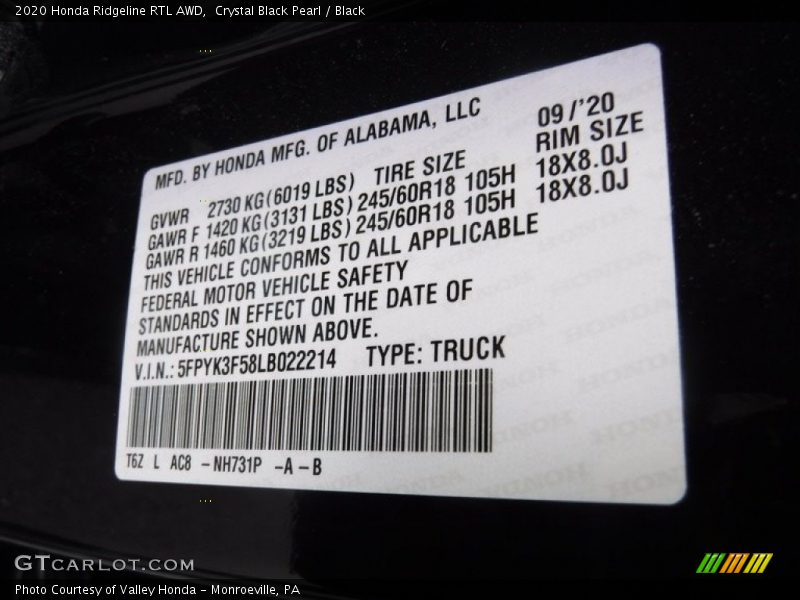 2020 Honda Ridgeline RTL AWD,  Crystal Black Pearl / Black
MFD. BY HONDA MFG. OF ALABAMA, LLC 09/'20
GVWR 2730 KG(6019 LBS) TIRE SIZE RIM SIZE
GAWR F 1420 KG(3131 LBS) 245/60R18 105H 18X8.0J
GAWR R 1460 KG(3219 LBS) 245/60R18 105H 18X8.0J
THIS VEHICLE CONFORMS TO ALL APPLICABLE
FEDERAL MOTOR VEHICLE SAFETY
STANDARDS IN EFFECT ON THE DATE OF
MANUFACTURE SHOWN ABOVE.
V.I.N.: 5FPYK3F58LB022214 TYPE: TRUCK
T6Z L AC8 -NH731P -A-B
GTCARLOT.COM
Photo Courtesy of Valley Honda - Monroeville, PA